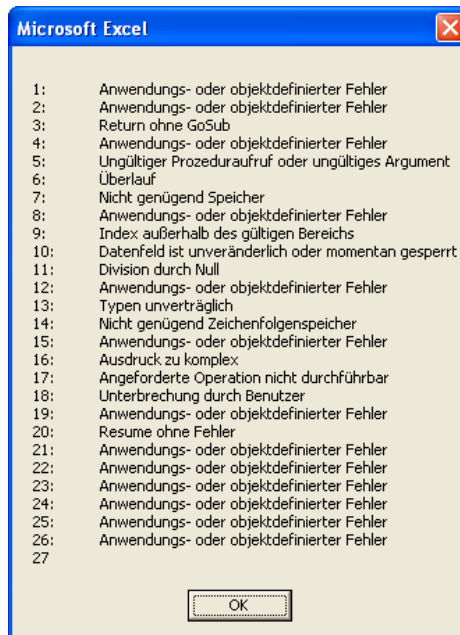 Microsoft Excel
1: Anwendungs- oder objektdefinierter Fehler
2: Anwendungs- oder objektdefinierter Fehler
3: Return ohne GoSub
4: Anwendungs- oder objektdefinierter Fehler
5: Ungültiger Prozeduraufruf oder ungültiges Argument
6: Überlauf
7: Nicht genügend Speicher
8: Anwendungs- oder objektdefinierter Fehler
9: Index außerhalb des gültigen Bereichs
10: Datenfeld ist unveränderlich oder momentan gesperrt
11: Division durch Null
12: Anwendungs- oder objektdefinierter Fehler
13: Typen unverträglich
14: Nicht genügend Zeichenfolgenspeicher
15: Anwendungs- oder objektdefinierter Fehler
16: Ausdruck zu komplex
17: Angeforderte Operation nicht durchführbar
18: Unterbrechung durch Benutzer
19: Anwendungs- oder objektdefinierter Fehler
20: Resume ohne Fehler
21: Anwendungs- oder objektdefinierter Fehler
22: Anwendungs- oder objektdefinierter Fehler
23: Anwendungs- oder objektdefinierter Fehler
24: Anwendungs- oder objektdefinierter Fehler
25: Anwendungs- oder objektdefinierter Fehler
26: Anwendungs- oder objektdefinierter Fehler
27
OK